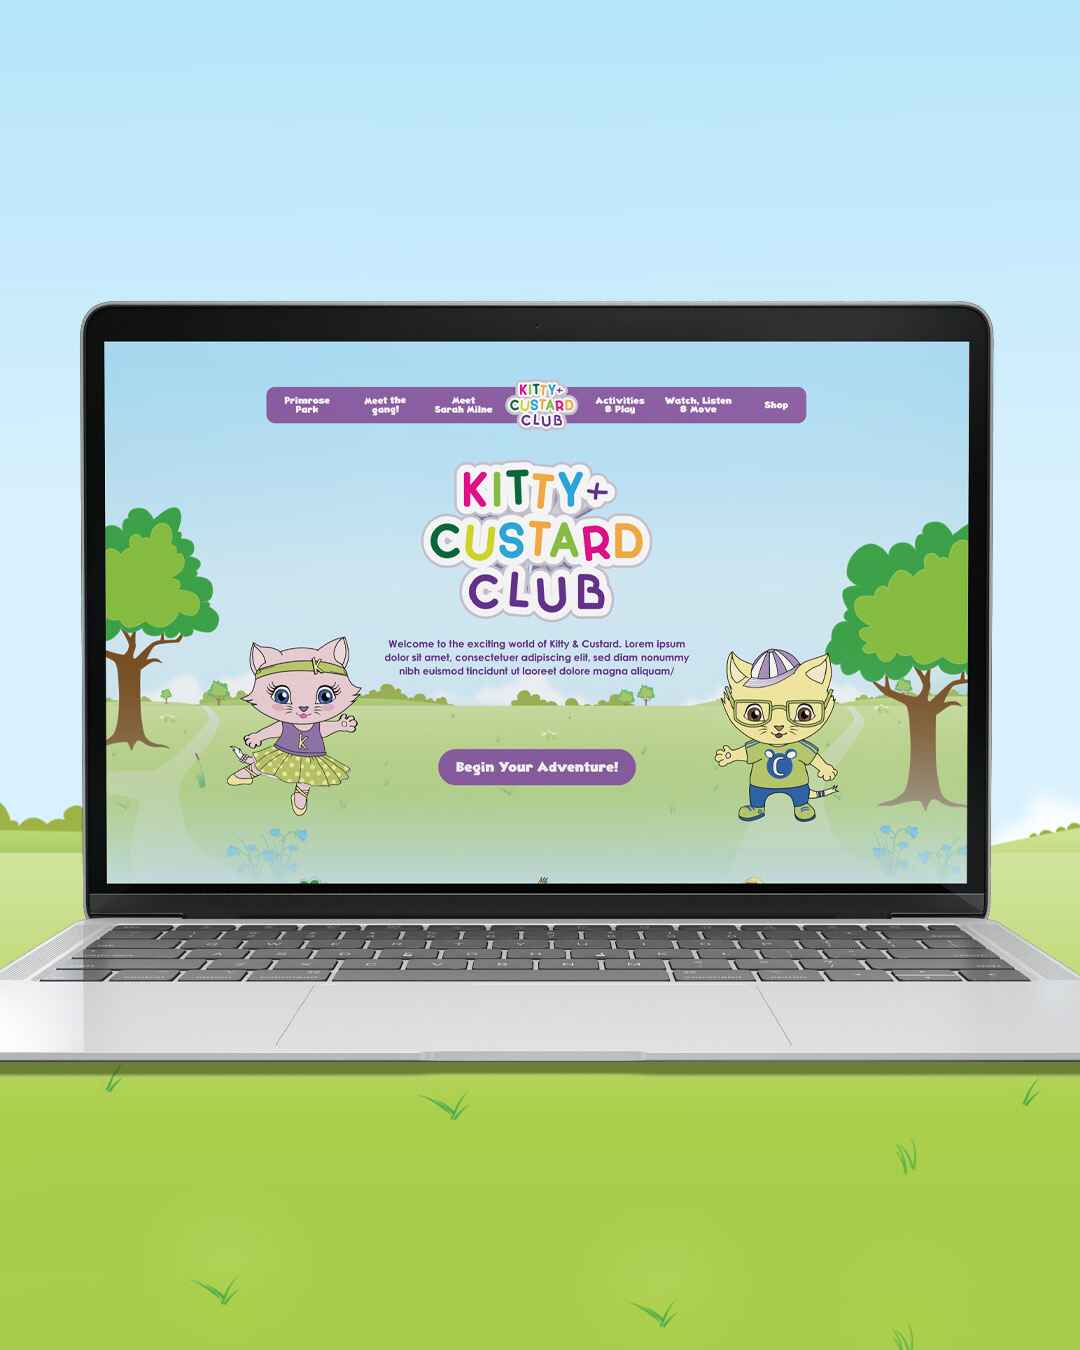 Primrose
Park
Meet the
gang!
Meet
Sarah Milne
KITTY+
CUSTARD
CLUB
Activities
& Play
Watch, Listen
& Move
Shop
KITTY+
CUSTARD
CLUB
Welcome to the exciting world of Kitty & Custard. Lorem ipsum
dolor sit amet, consectetuer adipiscing elit, sed diam nonummy
nibh euismod tincidunt ut laoreet dolore magna aliquam/
k
k
C
Begin Your Adventure!